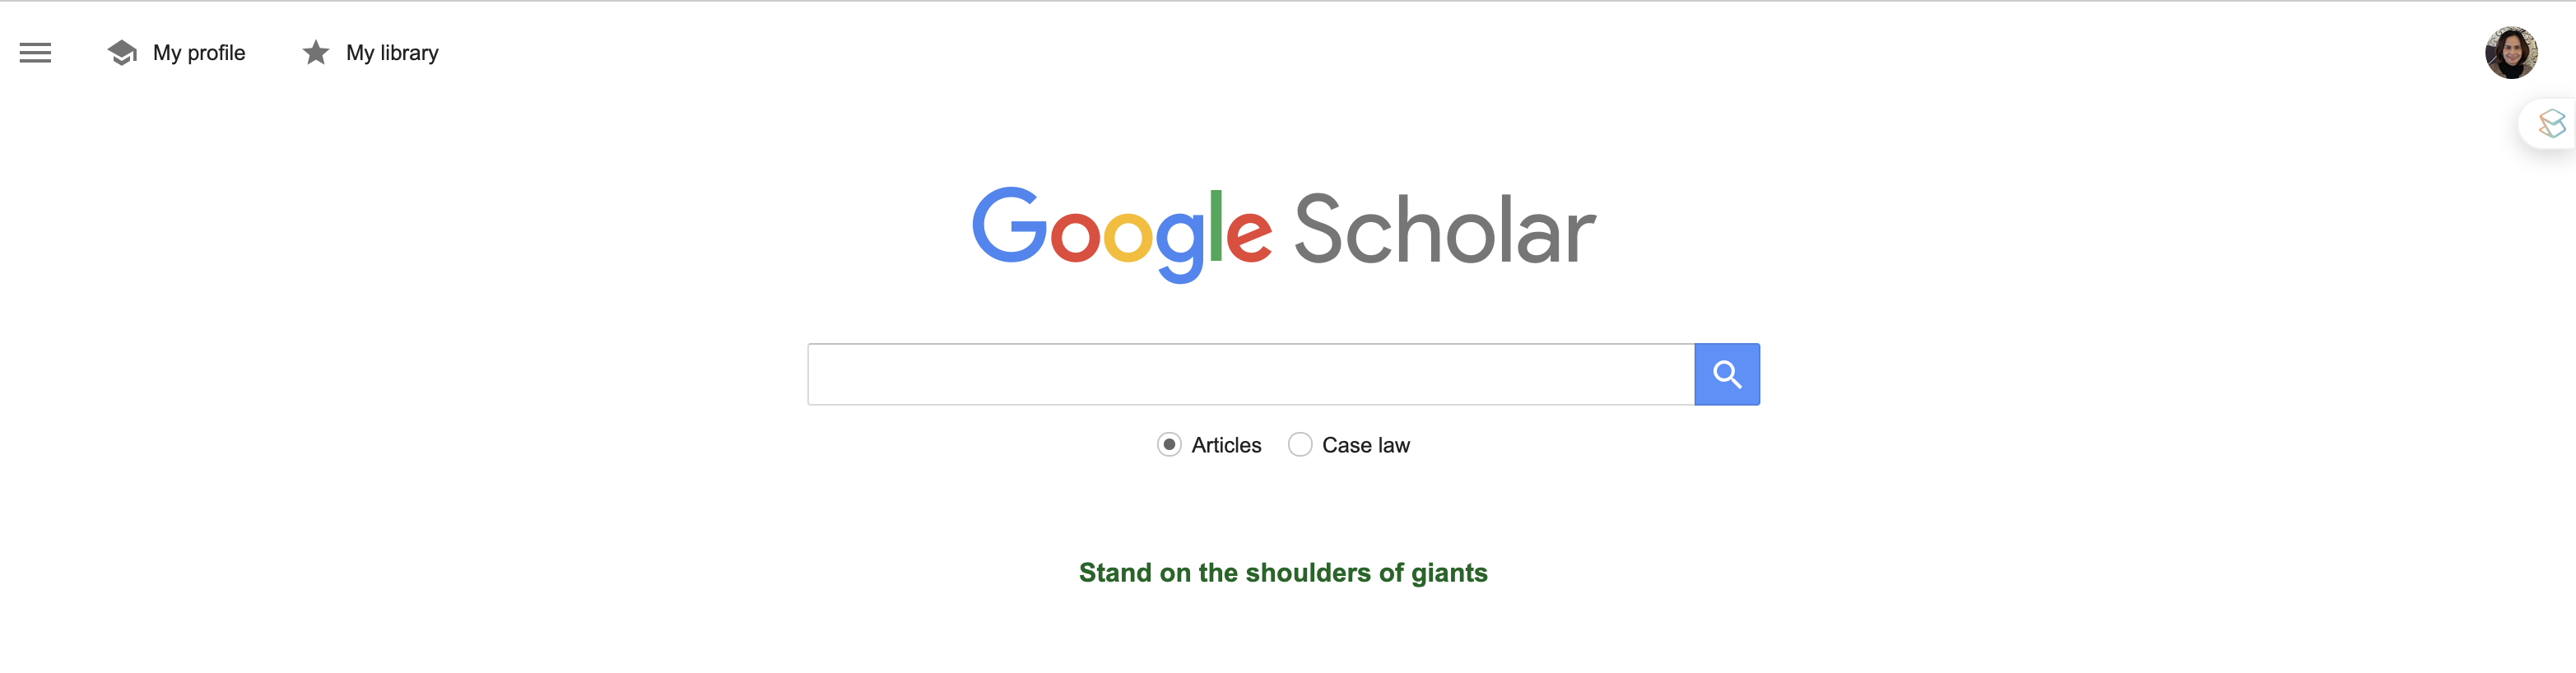 My profile
My library
Google Scholar
Articles
Case law
Stand on the shoulders of giants